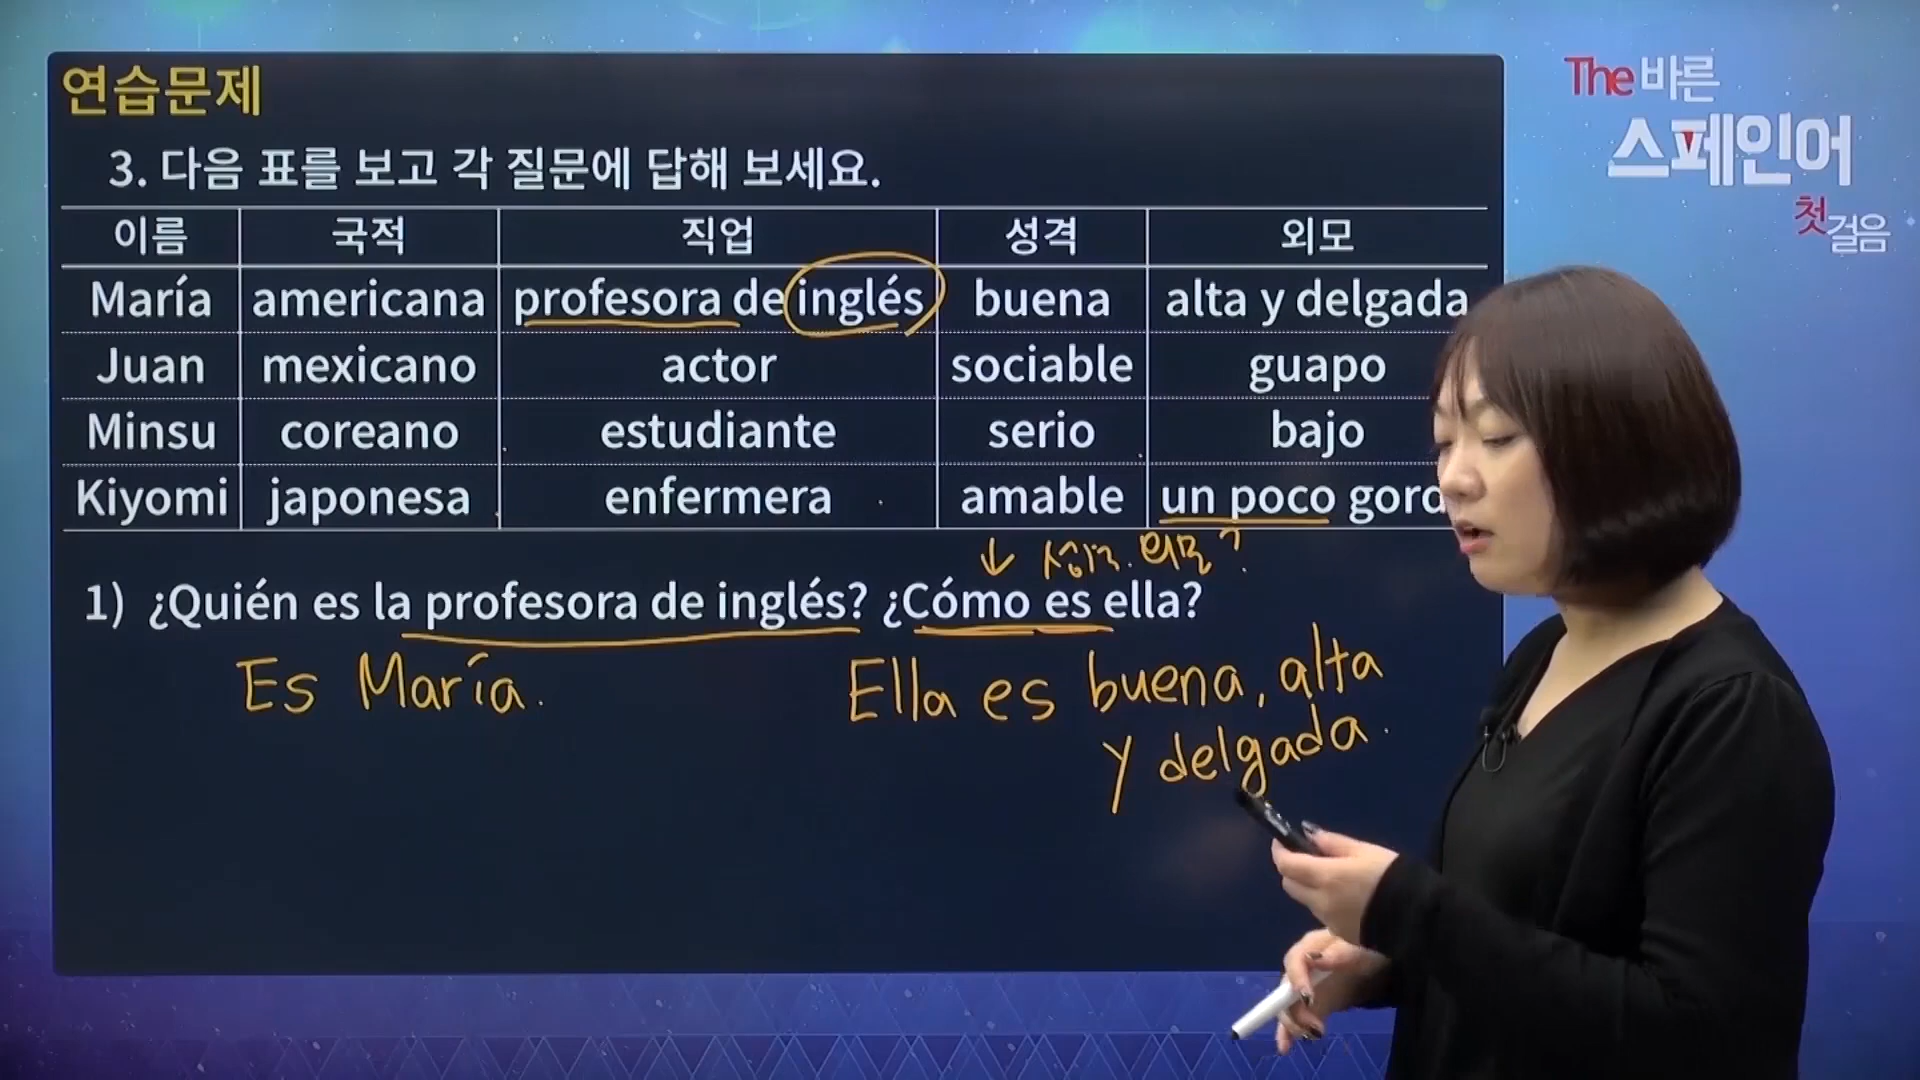 The 바른
스페인어
첫걸음
연습문제
3. 다음 표를 보고 각 질문에 답해 보세요.
이름 국적 직업 성격 외모
María americana profesora de inglés buena alta y delgada
Juan mexicano actor sociable guapo
Minsu coreano estudiante serio bajo
Kiyomi japonesa enfermera amable un poco
↓ 성격. 외모?
1) ¿Quién es la profesora de inglés? ¿Cómo es ella?
Es María. Ella es buena, alta
y delgada.